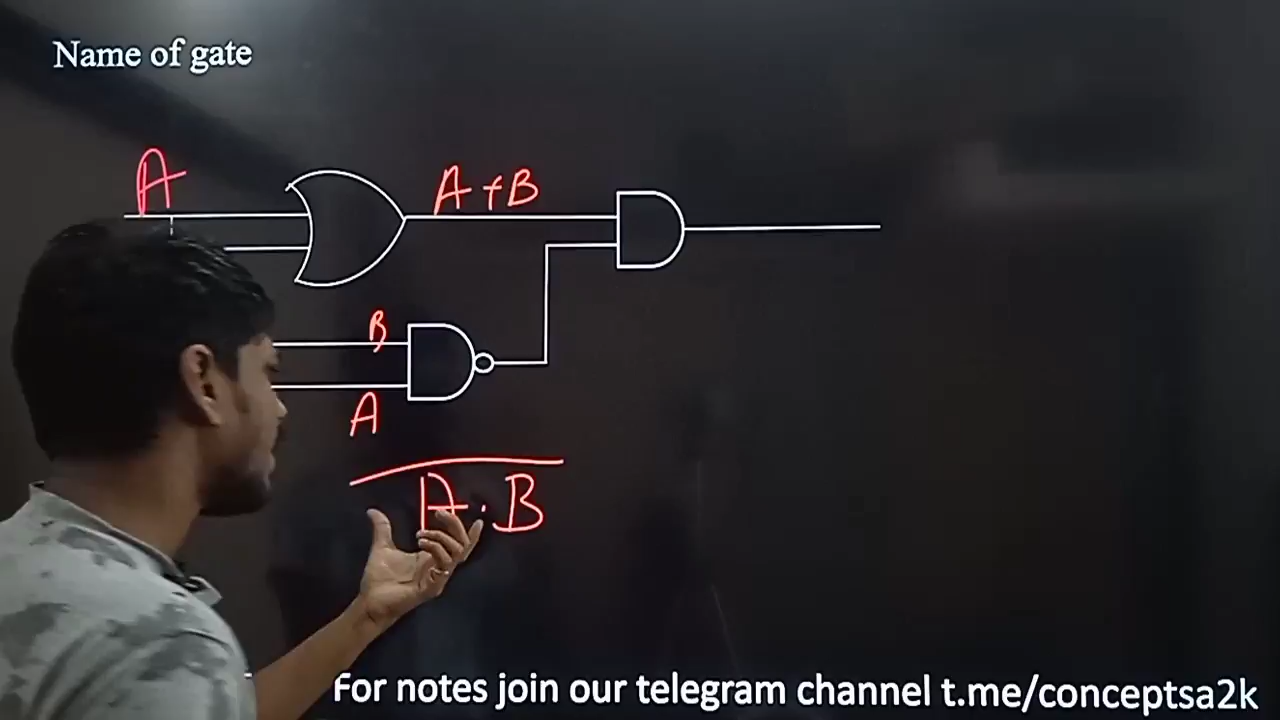 Name of gate
A
A+B
B
A
A.B
For notes join our telegram channel t.me/conceptsa2k